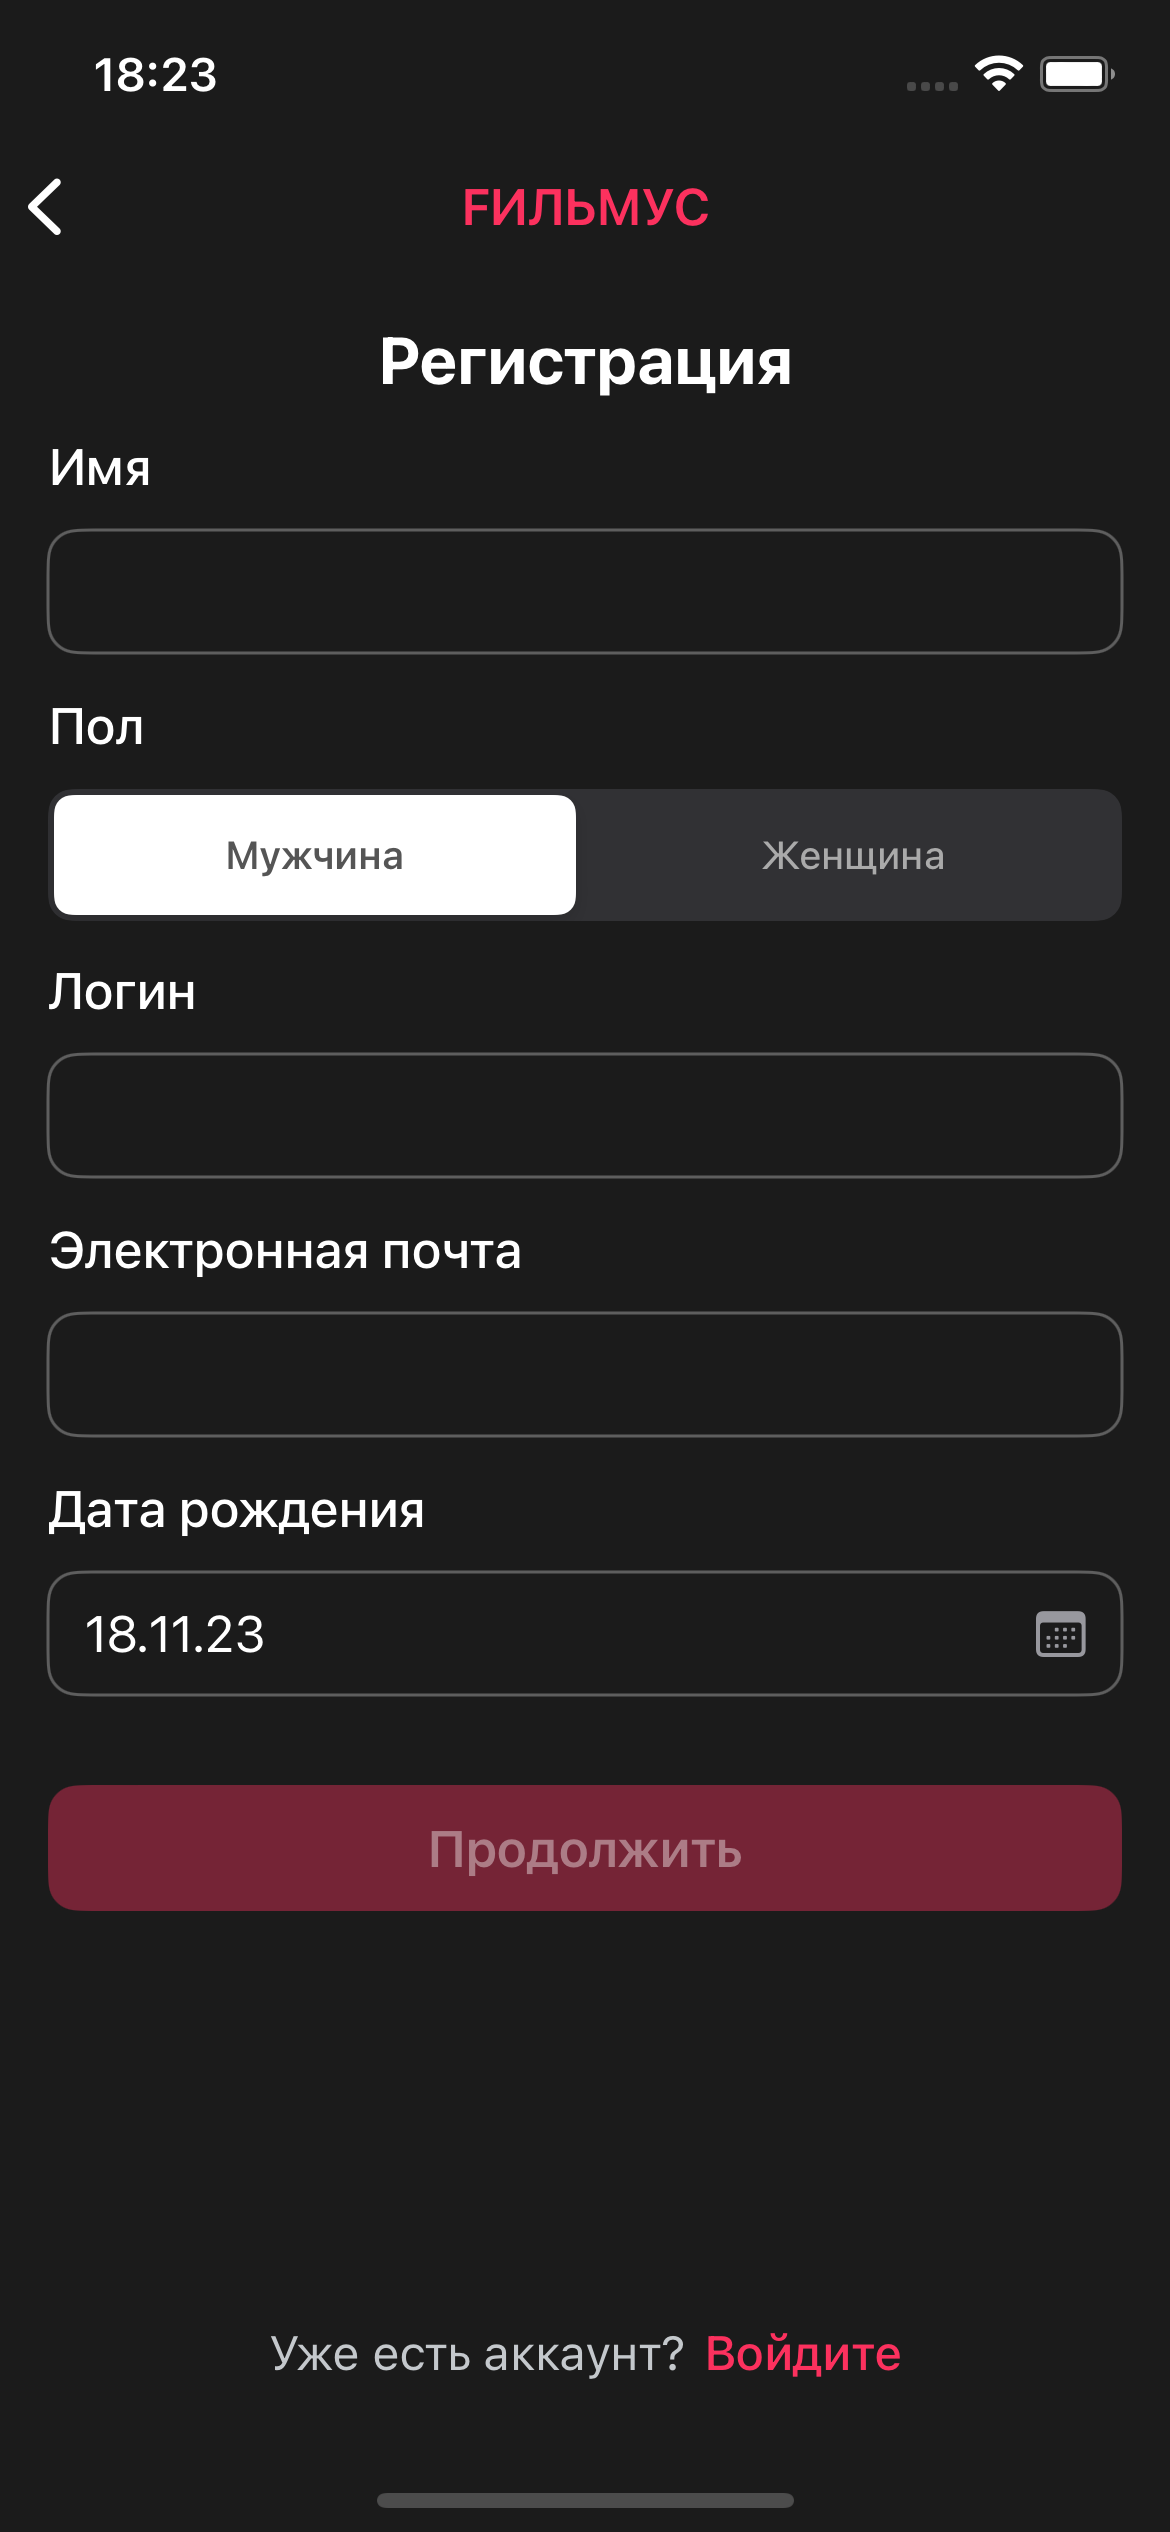 18:23
FИЛЬМУС
Регистрация
Имя
Пол
Мужчина Женщина
Логин
Электронная почта
Дата рождения
18.11.23
Продолжить
Уже есть аккаунт? Войдите